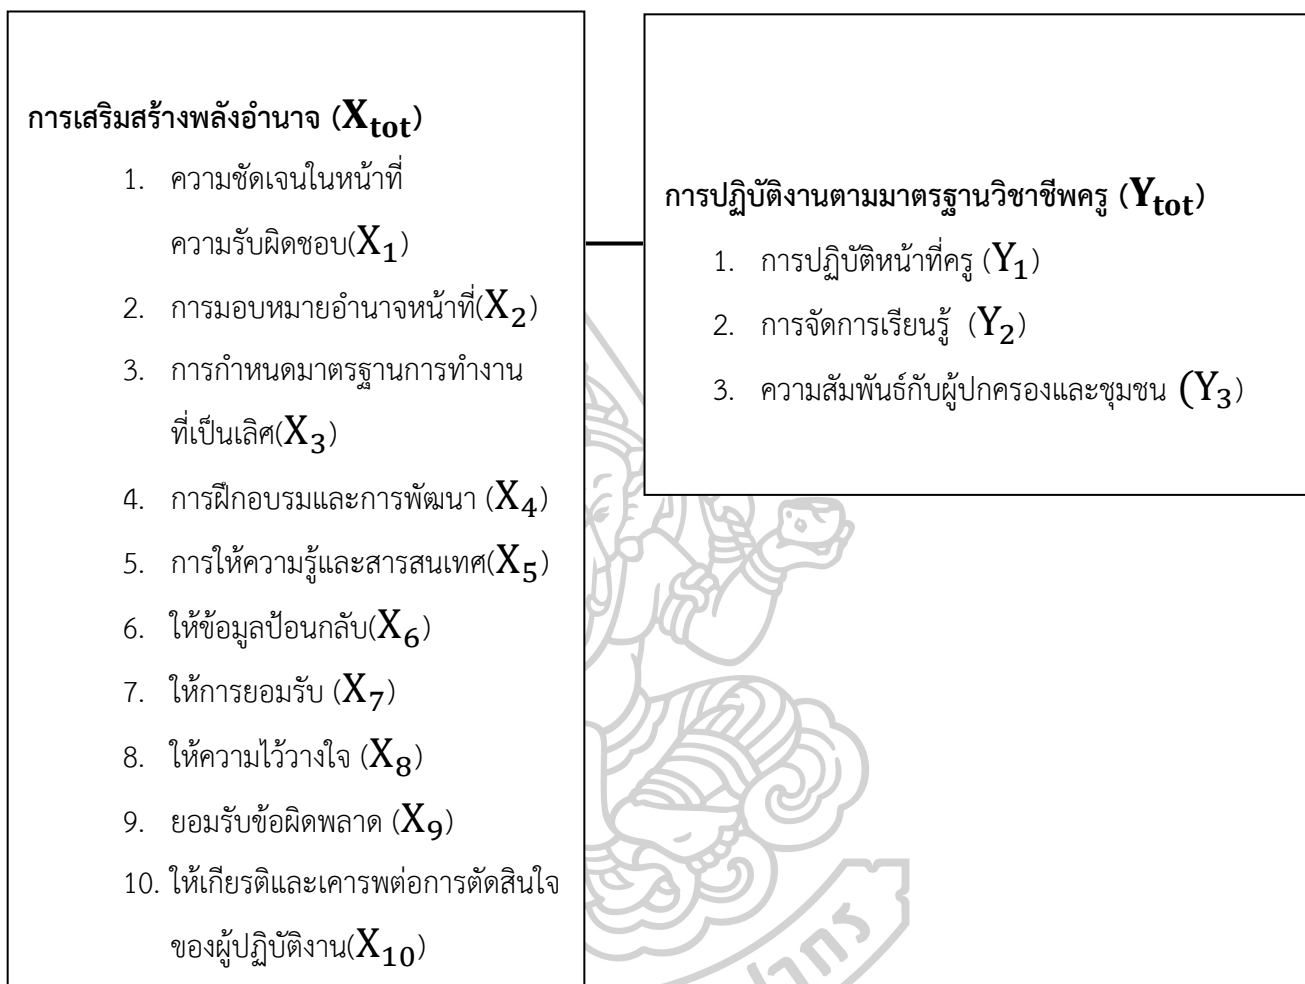 การเสริมสร้างพลังอำนาจ (Xtot)
1. ความชัดเจนในหน้าที่
ความรับผิดชอบ(X1)
2. การมอบหมายอำนาจหน้าที่(X2)
3. การกำหนดมาตรฐานการทำงาน
ที่เป็นเลิศ(X3)
4. การฝึกอบรมและการพัฒนา (X4)
5. การให้ความรู้และสารสนเทศ(X5)
6. ให้ข้อมูลป้อนกลับ(X6)
7. ให้การยอมรับ (X7)
8. ให้ความไว้วางใจ (X8)
9. ยอมรับข้อผิดพลาด (X9)
10. ให้เกียรติและเคารพต่อการตัดสินใจ
ของผู้ปฏิบัติงาน(X10)
การปฏิบัติงานตามมาตรฐานวิชาชีพครู (Ytot)
1. การปฏิบัติหน้าที่ครู (Y1)
2. การจัดการเรียนรู้ (Y2)
3. ความสัมพันธ์กับผู้ปกครองและชุมชน (Y3)